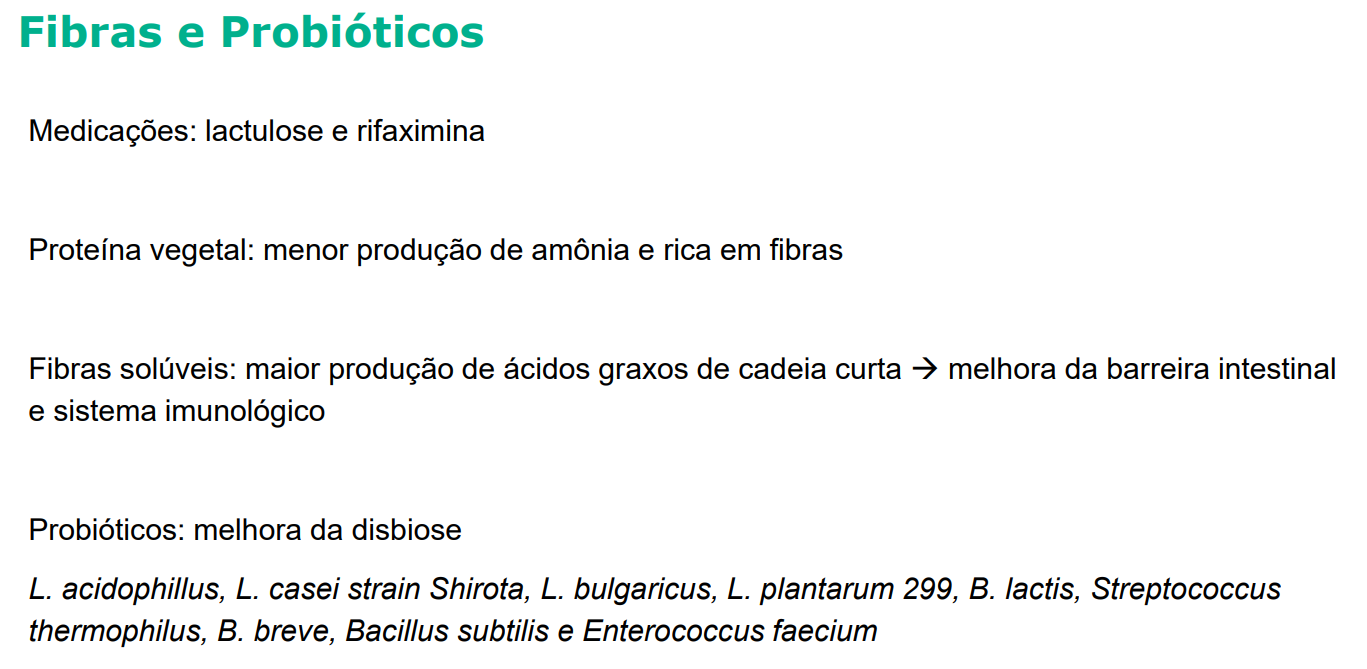 Fibras e Probióticos
Medicações: lactulose e rifaximina
Proteína vegetal: menor produção de amônia e rica em fibras
Fibras solúveis: maior produção de ácidos graxos de cadeia curta → melhora da barreira intestinal
e sistema imunológico
Probióticos: melhora da disbiose
L. acidophillus, L. casei strain Shirota, L. bulgaricus, L. plantarum 299, B. lactis, Streptococcus
thermophilus, B. breve, Bacillus subtilis e Enterococcus faecium